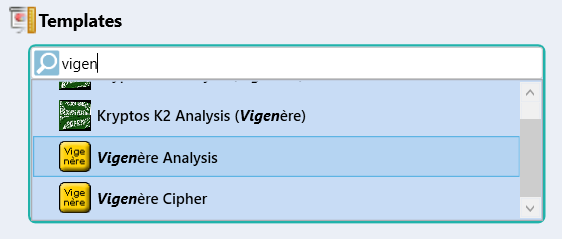 Templates
vigen
Kryptos K2 Analysis (Vigenère)
Vige
nère
Vigenère Analysis
Vige
nère
Vigenère Cipher